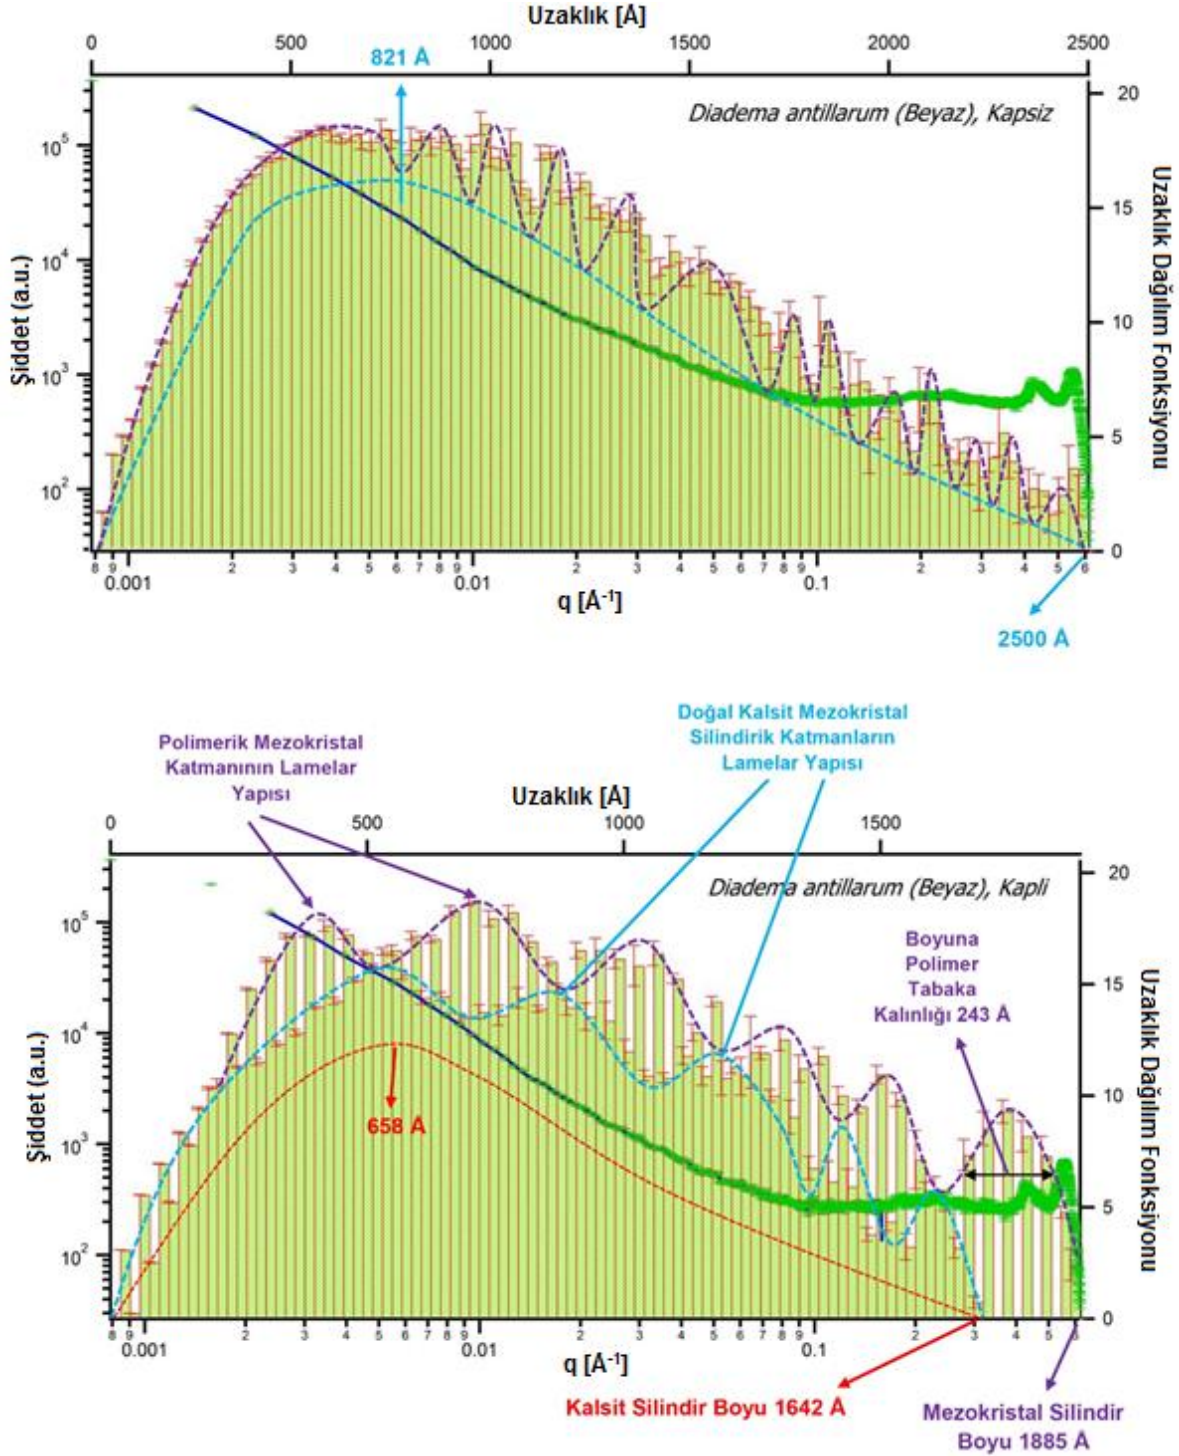 Uzaklık [Å]
0 500 1000 1500 2000 2500
821 Å
Diadema antillarum (Beyaz), Kapsiz
20
10⁵
15
10⁴
10
10³
5
10²
0
Şiddet (a.u.)
Uzaklık Dağılım Fonksiyonu
8 9 2 3 4 5 6 7 8 9 2 3 4 5 6 7 8 9 2 3 4 5 6
0.001 0.01 0.1
q [Å⁻¹]
2500 Å
Doğal Kalsit Mezokristal
Silindirik Katmanların
Lamelar Yapısı
Polimerik Mezokristal
Katmanının Lamelar
Yapısı
Uzaklık [Å]
0 500 1000 1500
Diadema antillarum (Beyaz), Kapli
20
10⁵
Boyuna
Polimer
Tabaka
Kalınlığı 243 Å
15
10⁴
658 Å
10
10³
5
10²
0
Şiddet (a.u.)
Uzaklık Dağılım Fonksiyonu
8 9 2 3 4 5 6 7 8 9 2 3 4 5 6 7 8 9 2 3 4 5 6
0.001 0.01 0.1
q [Å⁻¹]
Kalsit Silindir Boyu 1642 Å
Mezokristal Silindir
Boyu 1885 Å